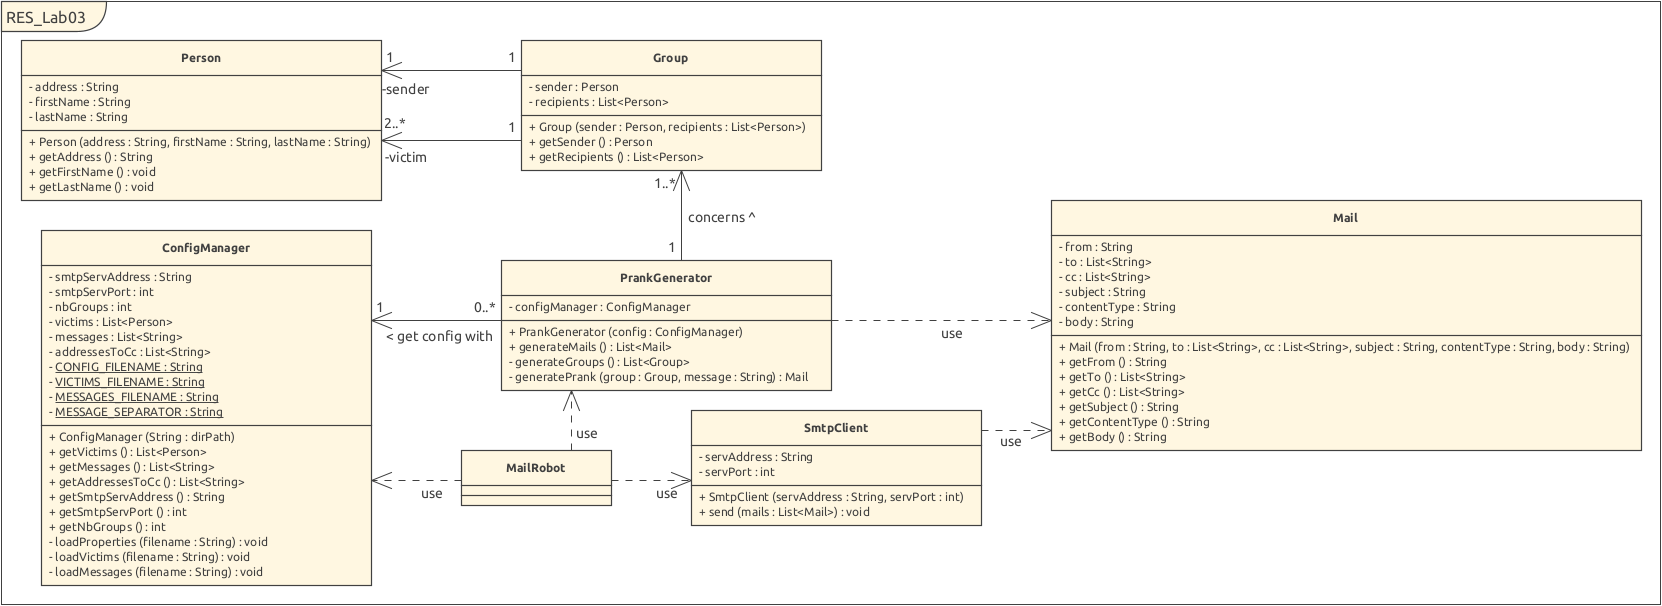 RES_Lab03
Person
- address : String
- firstName : String
- lastName : String
+ Person (address : String, firstName : String, lastName : String)
+ getAddress () : String
+ getFirstName () : void
+ getLastName () : void
1
1
-sender
2..*
1
-victim
Group
- sender : Person
- recipients : List<Person>
+ Group (sender : Person, recipients : List<Person>)
+ getSender () : Person
+ getRecipients () : List<Person>
1..*
concerns ^
1
ConfigManager
- smtpServAddress : String
- smtpServPort : int
- nbGroups : int
- victims : List<Person>
- messages : List<String>
- addressesToCc : List<String>
- CONFIG_FILENAME : String
- VICTIMS_FILENAME : String
- MESSAGES_FILENAME : String
- MESSAGE_SEPARATOR : String
+ ConfigManager (String : dirPath)
+ getVictims () : List<Person>
+ getMessages () : List<String>
+ getAddressesToCc () : List<String>
+ getSmtpServAddress () : String
+ getSmtpServPort () : int
+ getNbGroups () : int
- loadProperties (filename : String) : void
- loadVictims (filename : String) : void
- loadMessages (filename : String) : void
1
0..*
< get config with
PrankGenerator
- configManager : ConfigManager
+ PrankGenerator (config : ConfigManager)
+ generateMails () : List<Mail>
- generateGroups () : List<Group>
- generatePrank (group : Group, message : String) : Mail
use
Mail
- from : String
- to : List<String>
- cc : List<String>
- subject : String
- contentType : String
- body : String
+ Mail (from : String, to : List<String>, cc : List<String>, subject : String, contentType : String, body : String)
+ getFrom () : String
+ getTo () : List<String>
+ getCc () : List<String>
+ getSubject () : String
+ getContentType () : String
+ getBody () : String
use
MailRobot
use
use
SmtpClient
- servAddress : String
- servPort : int
+ SmtpClient (servAddress : String, servPort : int)
+ send (mails : List<Mail>) : void
use